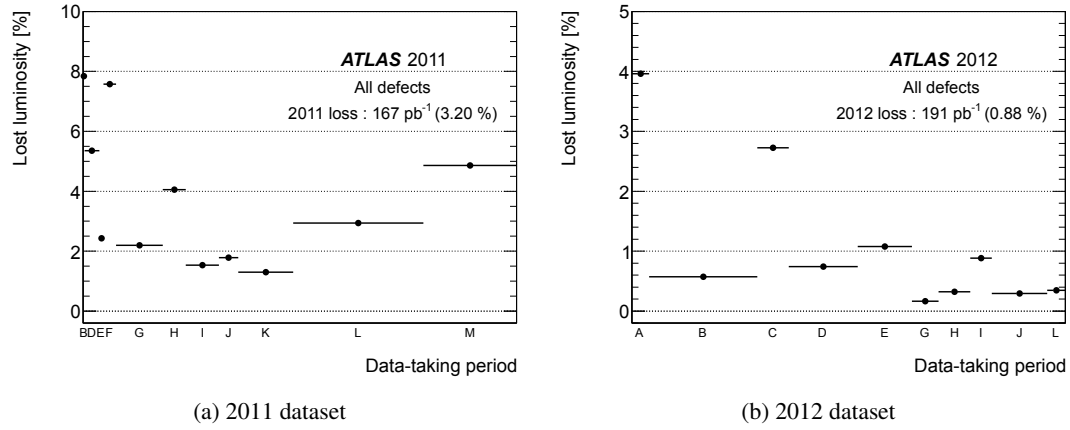 Lost luminosity [%]
10
8
6
4
2
0
ATLAS 2011
All defects
2011 loss : 167 pb-1 (3.20 %)
B D E F G H I J K L M
Data-taking period
(a) 2011 dataset
Lost luminosity [%]
5
4
3
2
1
0
ATLAS 2012
All defects
2012 loss : 191 pb-1 (0.88 %)
A B C D E G H I J L
Data-taking period
(b) 2012 dataset